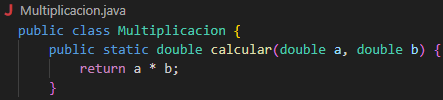 J Multiplicacion.java
public class Multiplicacion {
public static double calcular(double a, double b) {
return a * b;
}